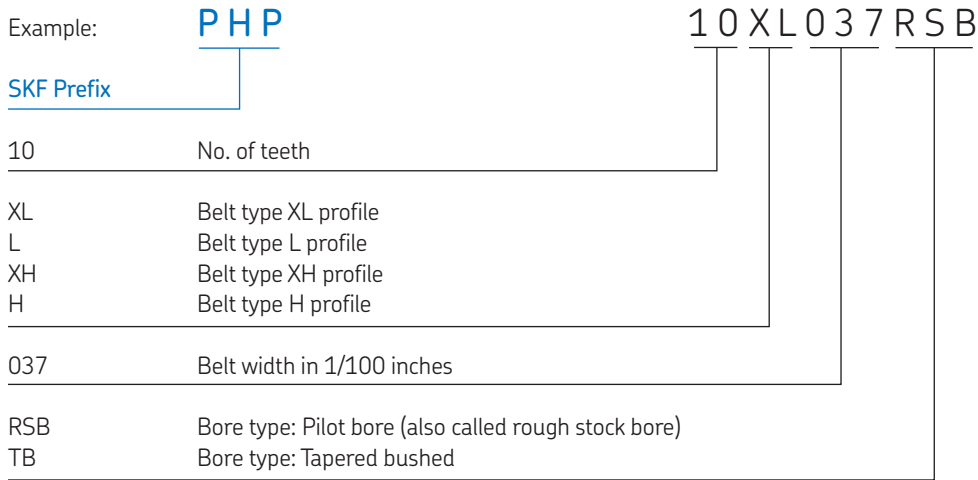 Example: PHP 10XL037RSB
SKF Prefix
10 No. of teeth
XL Belt type XL profile
L Belt type L profile
XH Belt type XH profile
H Belt type H profile
037 Belt width in 1/100 inches
RSB Bore type: Pilot bore (also called rough stock bore)
TB Bore type: Tapered bushed